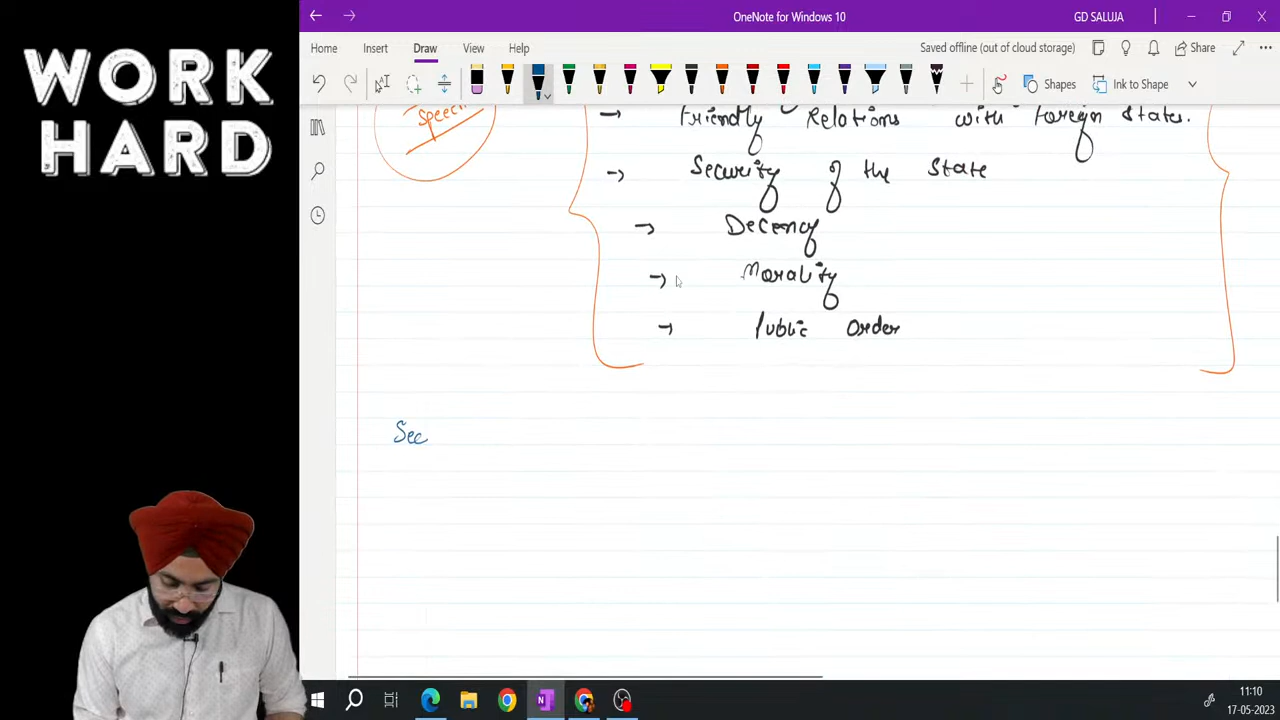 WORK
HARD
OneNote for Windows 10
GD SALUJA
Home
Insert
Draw
View
Help
Saved offline (out of cloud storage)
Share
Shapes
Ink to Shape
Speech
→ Friendly Relations with Foreign States.
→ Security of the State
→ Decency
→ Morality
→ Public Order
Sec
11:10
17-05-2023